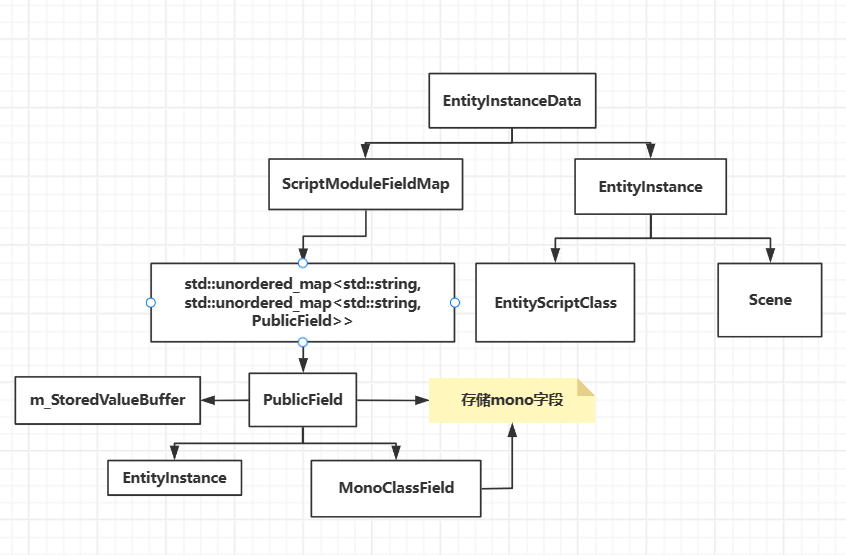 EntityInstanceData
ScriptModuleFieldMap
EntityInstance
std::unordered_map<std::string,
std::unordered_map<std::string,
PublicField>>
EntityScriptClass
Scene
m_StoredValueBuffer
PublicField
存储mono字段
EntityInstance
MonoClassField